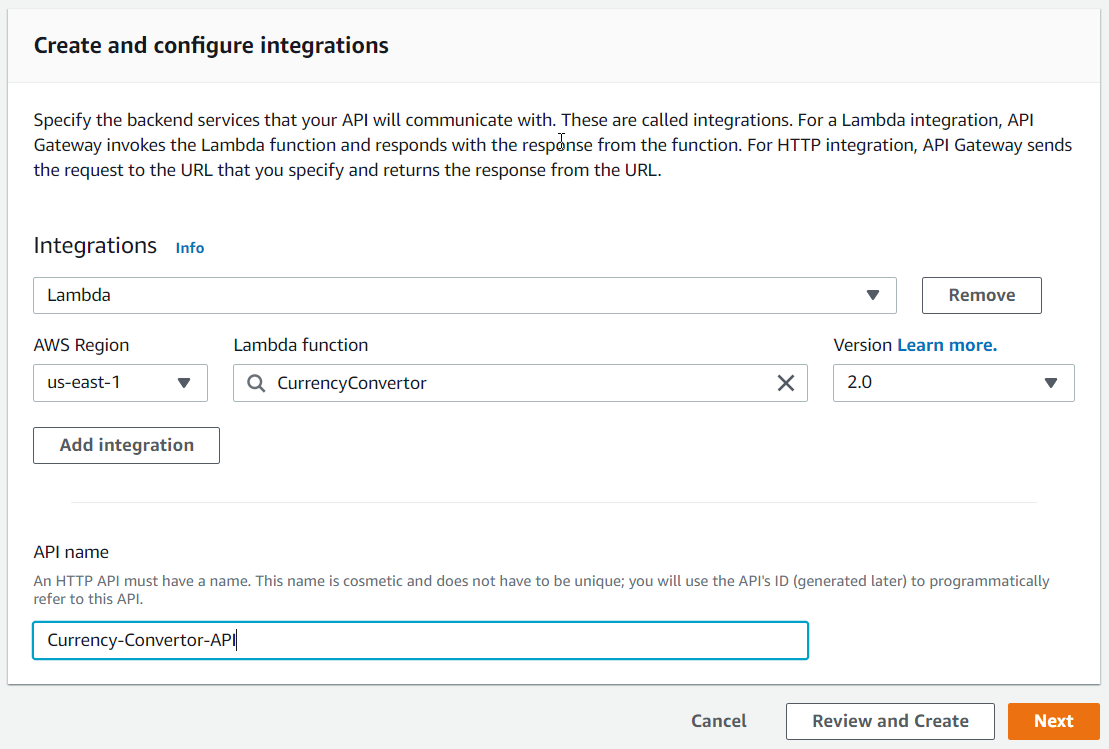 Create and configure integrations
Specify the backend services that your API will communicate with. These are called integrations. For a Lambda integration, API
Gateway invokes the Lambda function and responds with the response from the function. For HTTP integration, API Gateway sends
the request to the URL that you specify and returns the response from the URL.
Integrations Info
Lambda Remove
AWS Region Lambda function Version Learn more.
us-east-1 CurrencyConvertor 2.0
Add integration
API name
An HTTP API must have a name. This name is cosmetic and does not have to be unique; you will use the API's ID (generated later) to programmatically
refer to this API.
Currency-Convertor-API
Cancel Review and Create Next